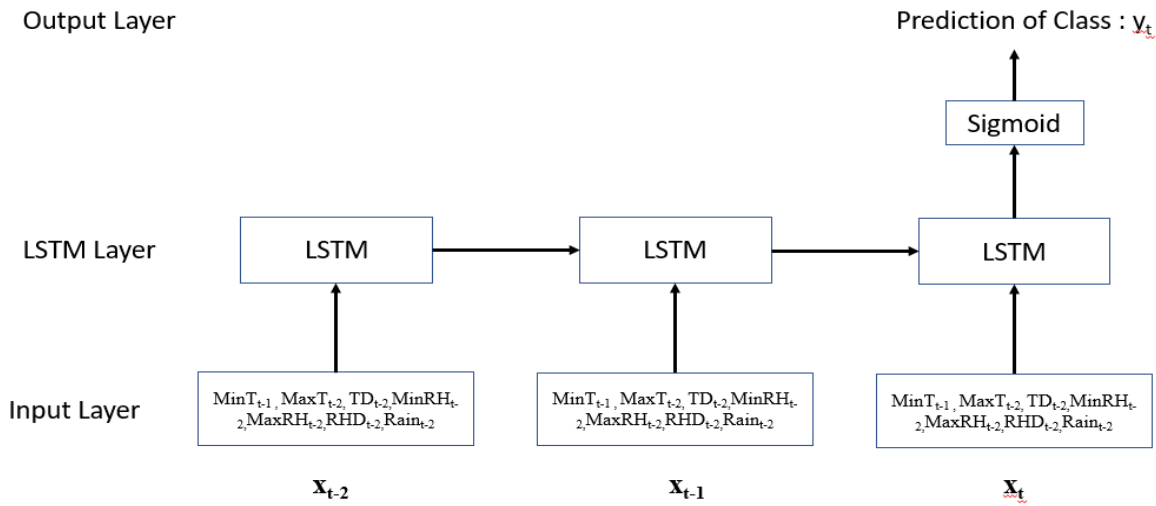 Output Layer
Prediction of Class : yₜ
Sigmoid
LSTM Layer
LSTM
LSTM
LSTM
Input Layer
MinTₜ₋₁ , MaxTₜ₋₂, TDₜ₋₂,MinRHₜ₋
₂,MaxRHₜ₋₂,RHDₜ₋₂,Rainₜ₋₂
MinTₜ₋₁ , MaxTₜ₋₂, TDₜ₋₂,MinRHₜ₋
₂,MaxRHₜ₋₂,RHDₜ₋₂,Rainₜ₋₂
MinTₜ₋₁ , MaxTₜ₋₂, TDₜ₋₂,MinRHₜ₋
₂,MaxRHₜ₋₂,RHDₜ₋₂,Rainₜ₋₂
Xₜ₋₂
Xₜ₋₁
Xₜ